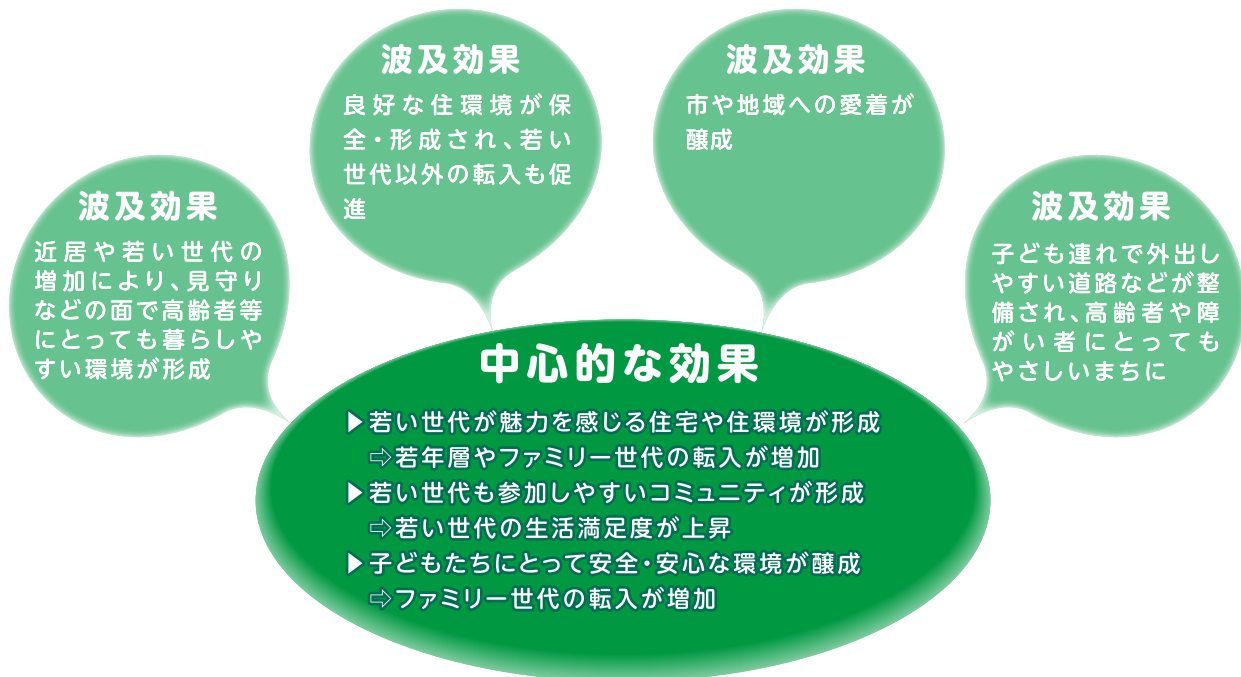 波及効果
近居や若い世代の
増加により、見守り
などの面で高齢者等
にとっても暮らしや
すい環境が形成
波及効果
良好な住環境が保
全・形成され、若い
世代以外の転入も促
進
波及効果
市や地域への愛着が
醸成
波及効果
子ども連れで外出し
やすい道路などが整
備され、高齢者や障
がい者にとっても
やさしいまちに
中心的な効果
▶若い世代が魅力を感じる住宅や住環境が形成
⇨若年層やファミリー世代の転入が増加
▶若い世代も参加しやすいコミュニティが形成
⇨若い世代の生活満足度が上昇
▶子どもたちにとって安全・安心な環境が醸成
⇨ファミリー世代の転入が増加